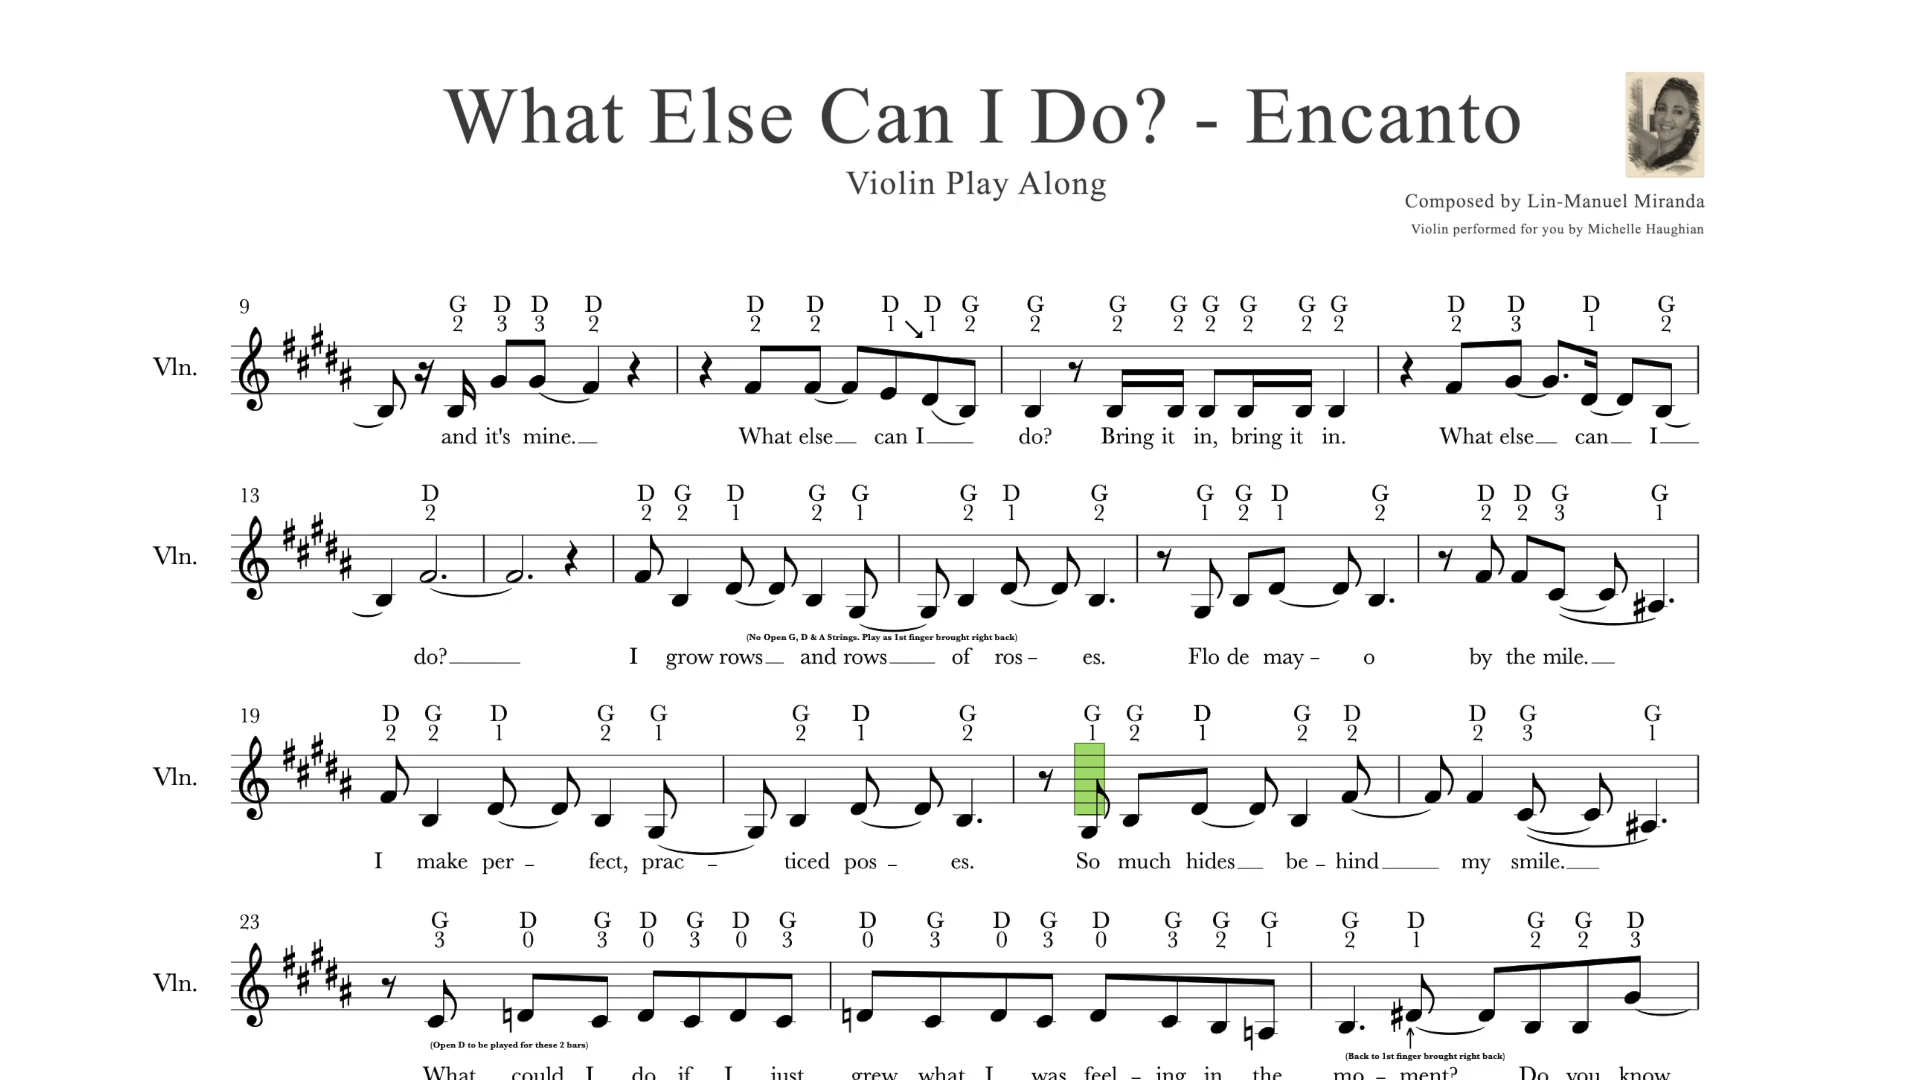 What Else Can I Do? - Encanto
Violin Play Along
Composed by Lin-Manuel Miranda
Violin performed for you by Michelle Haughian
9 G D D D D D D D G G G G G G G G D D D G
2 3 3 2 2 2 1 1 2 2 2 2 2 2 2 2 2 3 1 2
Vln.
and it's mine. What else can I do? Bring it in, bring it in. What else can I
13 D D G D G G G D G G G D G D D G G
2 2 2 1 2 1 2 1 2 1 2 1 2 2 2 3 1
Vln.
(No Open G, D & A Strings. Play as 1st finger brought right back)
do? I grow rows and rows of ros – es. Flo de may – o by the mile.
19 D G D G G G D G G G D G D D G G
2 2 1 2 1 2 1 2 1 2 1 2 2 2 3 1
Vln.
I make per – fect, prac – ticed pos – es. So much hides be – hind my smile.
23 G D G D G D G D G D G D G G G G D G G D
3 0 3 0 3 0 3 0 3 0 3 0 3 2 1 2 1 2 2 3
Vln.
(Open D to be played for these 2 bars) (Back to 1st finger brought right back)
What could I do if I just grew what I was feel – ing in the mo – ment? Do you know